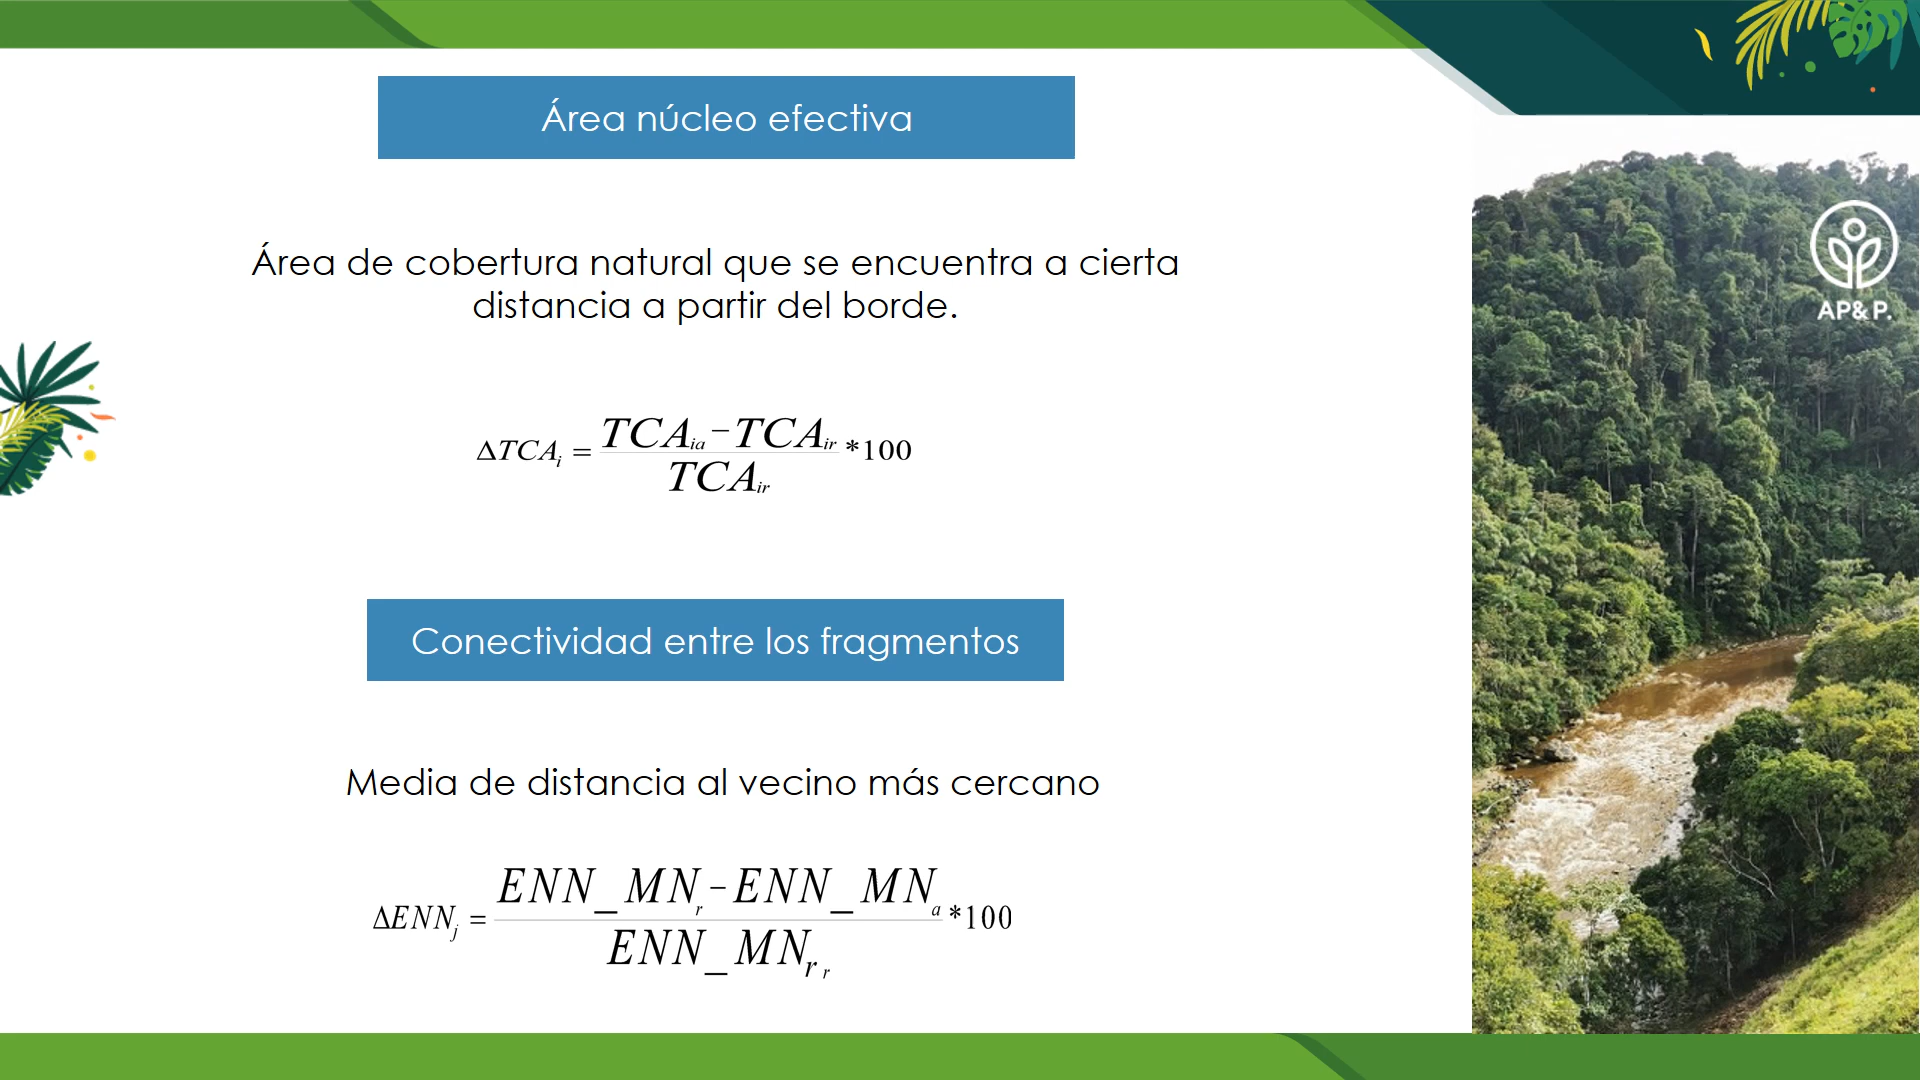 Área núcleo efectiva
AP&P.
Área de cobertura natural que se encuentra a cierta
distancia a partir del borde.
ΔTCA_i = (TCA_ia − TCA_ir) / TCA_ir *100
Conectividad entre los fragmentos
Media de distancia al vecino más cercano
ΔENN_j = (ENN_MN_r − ENN_MN_a) / ENN_MN_r_r *100